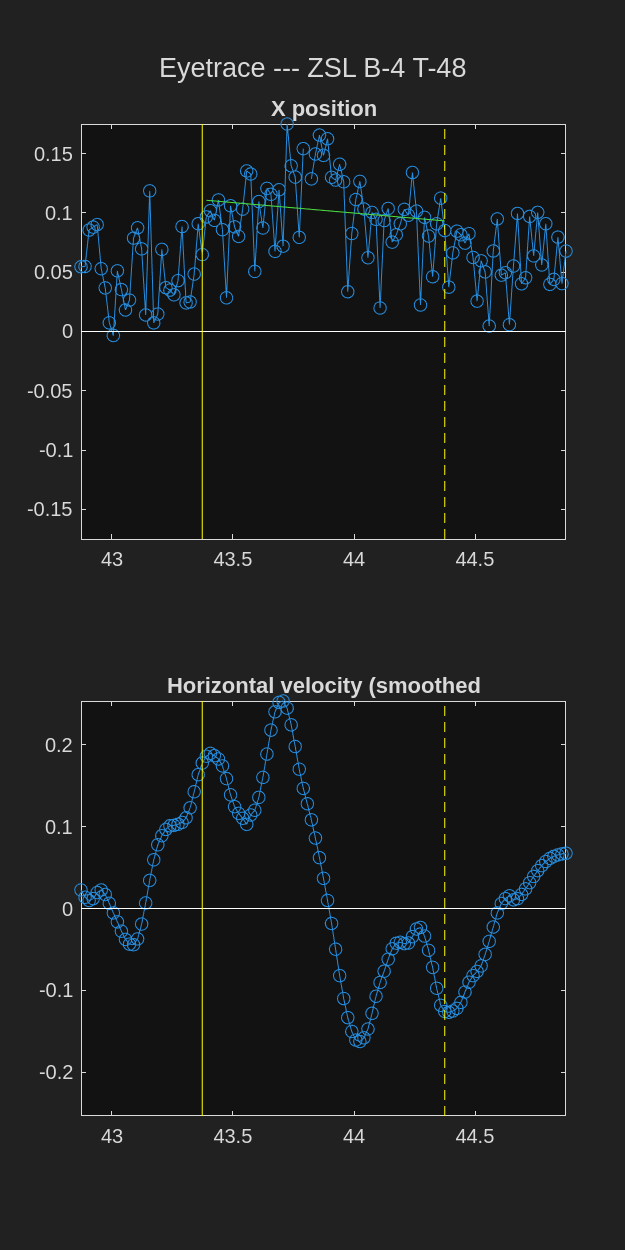 Eyetrace --- ZSL B-4 T-48
X position
0.15
0.1
0.05
0
-0.05
-0.1
-0.15
43 43.5 44 44.5
Horizontal velocity (smoothed
0.2
0.1
0
-0.1
-0.2
43 43.5 44 44.5